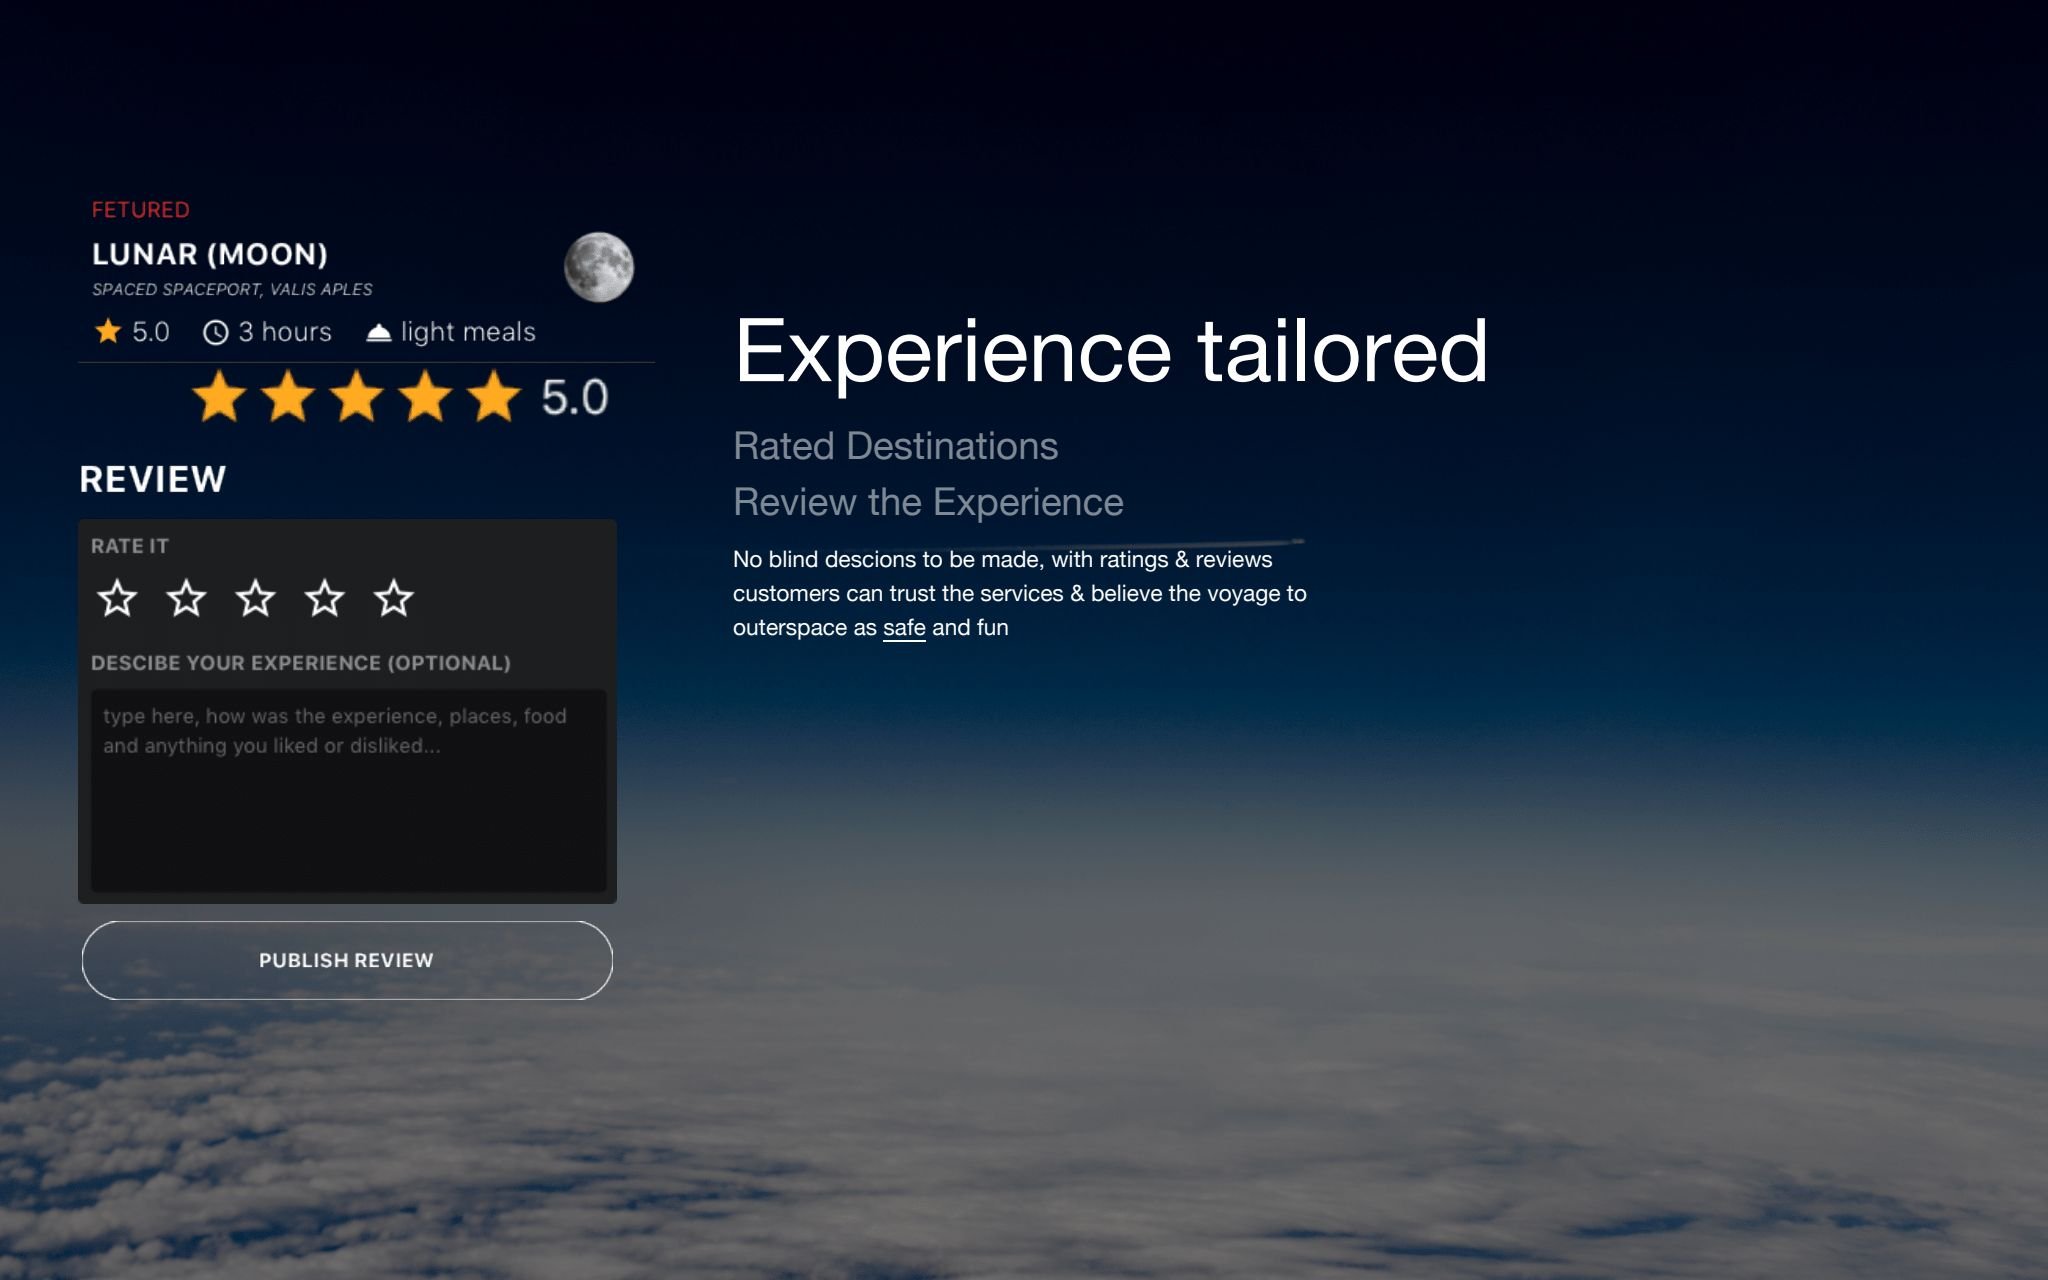 FETURED
LUNAR (MOON)
SPACED SPACEPORT, VALIS APLES
5.0 3 hours light meals
5.0
REVIEW
RATE IT
DESCIBE YOUR EXPERIENCE (OPTIONAL)
type here, how was the experience, places, food
and anything you liked or disliked...
PUBLISH REVIEW
Experience tailored
Rated Destinations
Review the Experience
No blind descions to be made, with ratings & reviews
customers can trust the services & believe the voyage to
outerspace as safe and fun